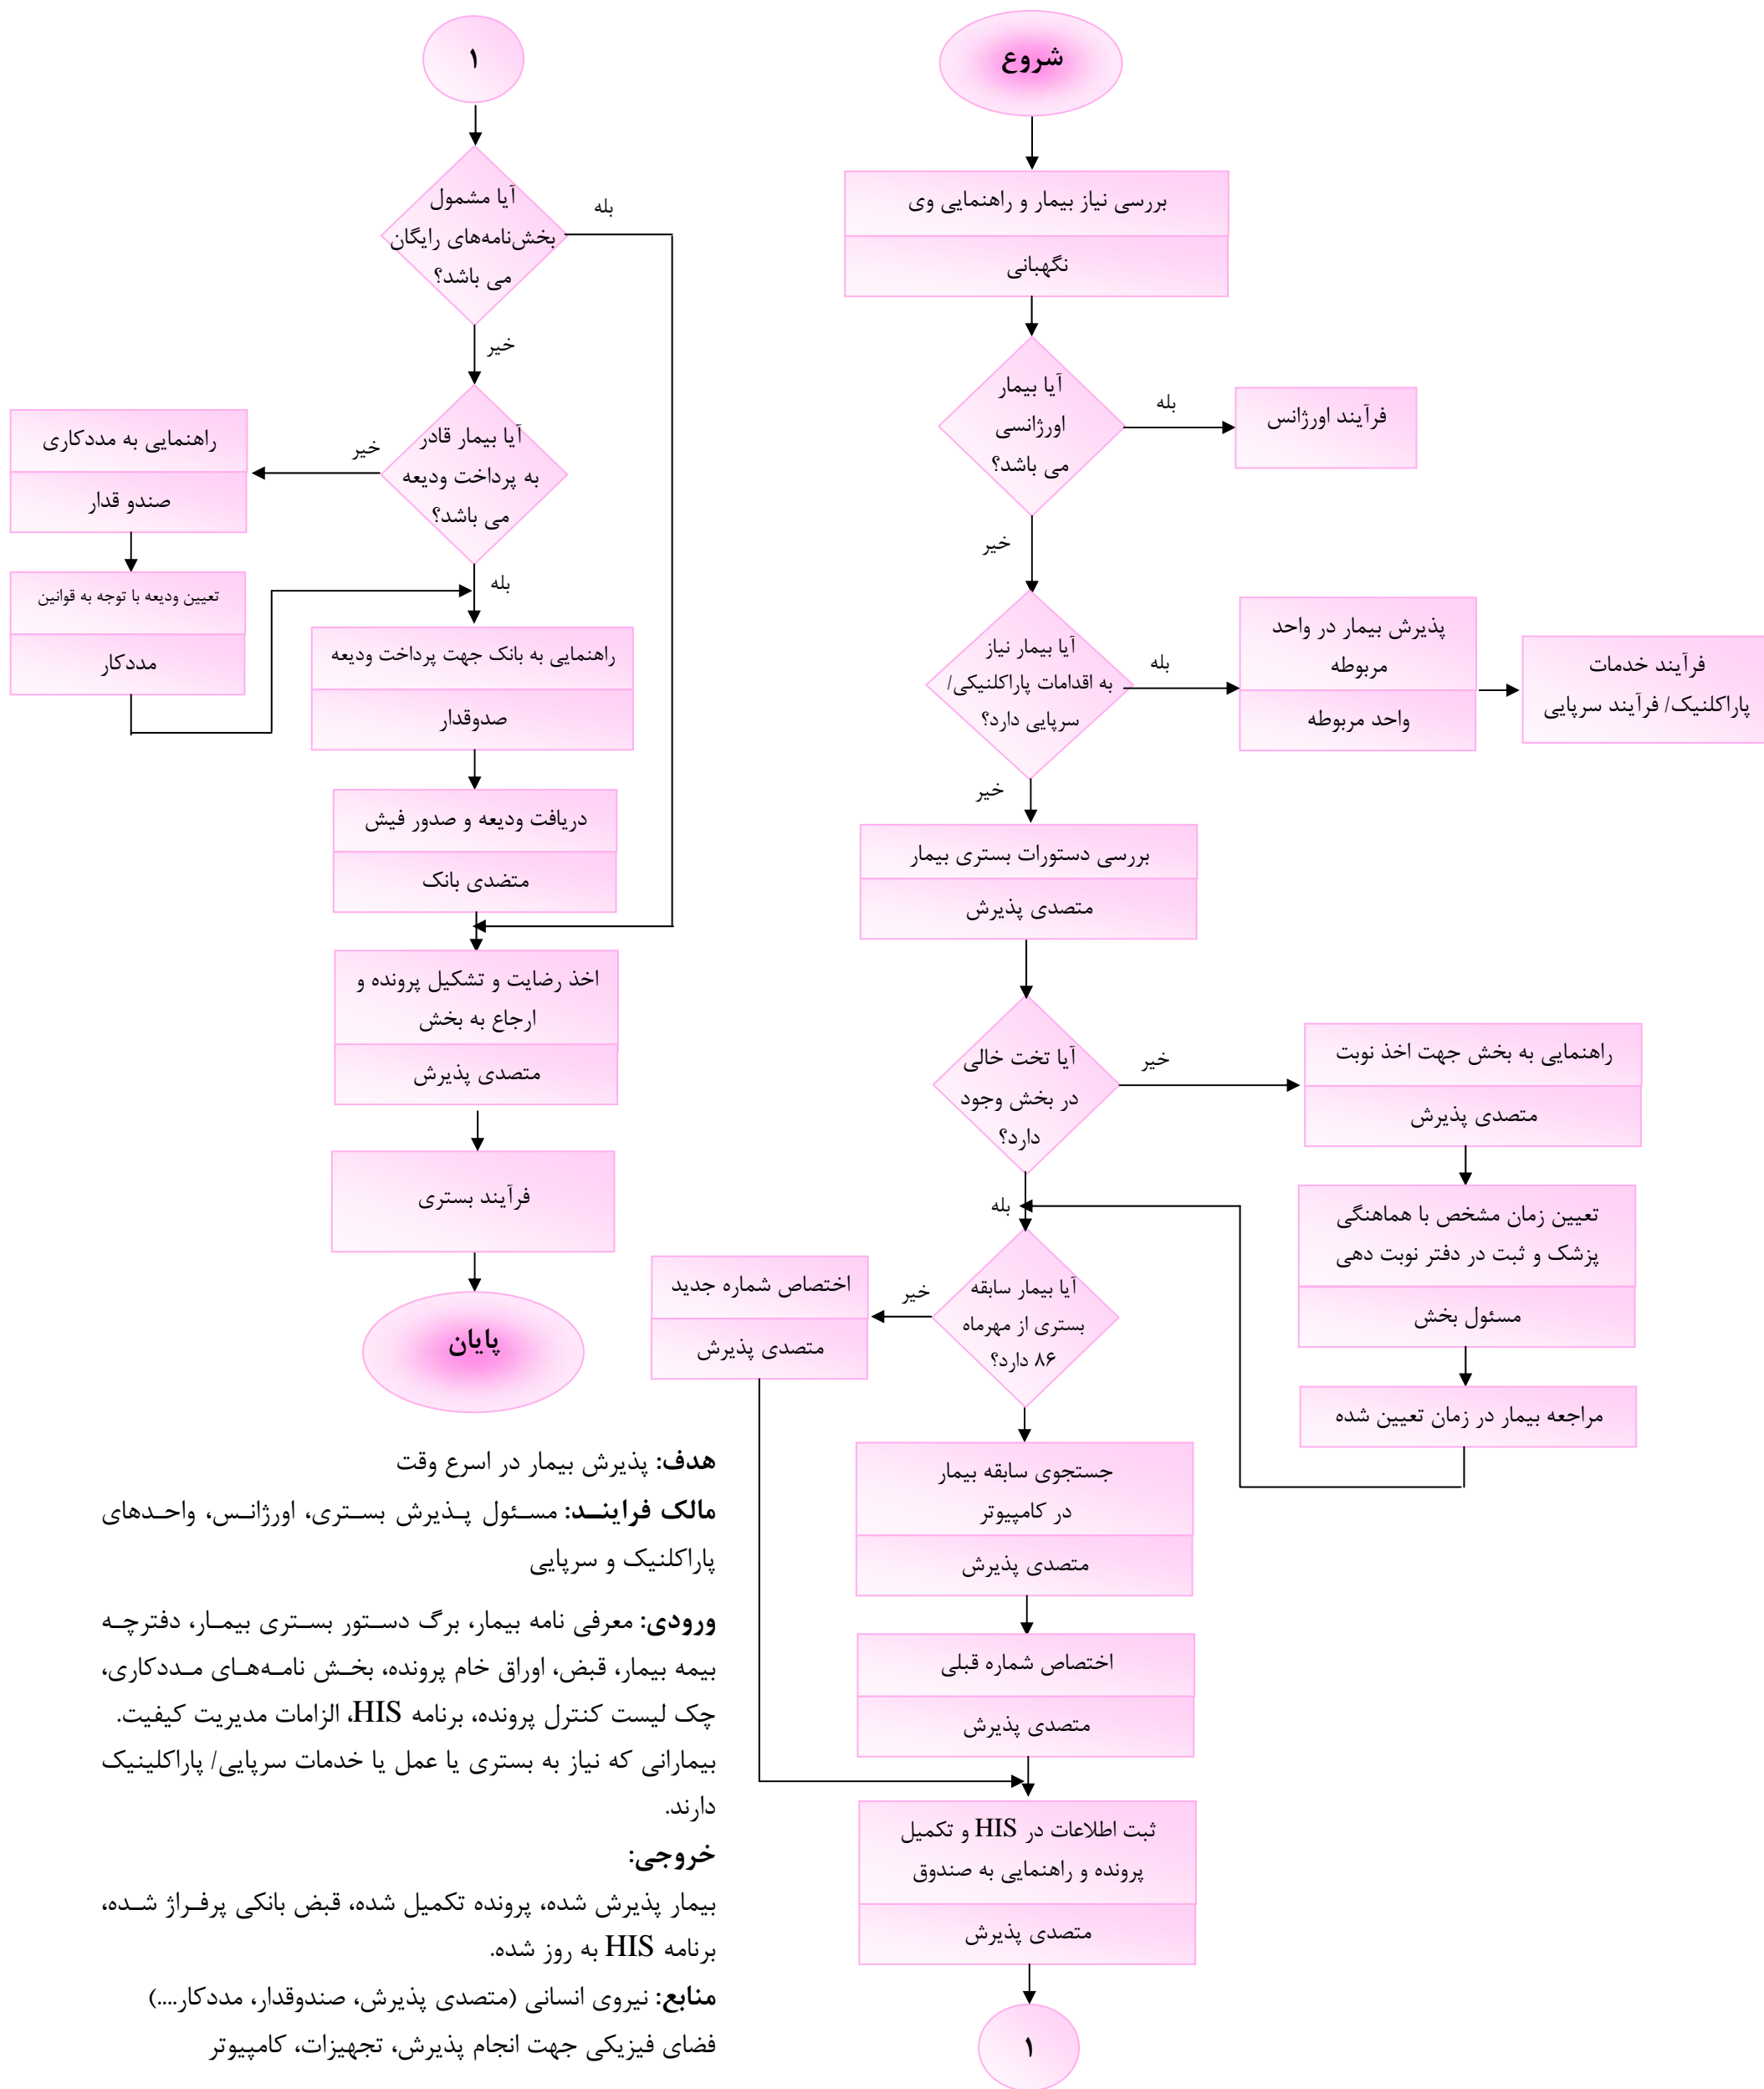 شروع
بررسی نیاز بیمار و راهنمایی وی
نگهبانی
آیا بیمار
اورژانسی
می باشد؟
بله
فرآیند اورژانس
خیر
آیا بیمار نیاز
به اقدامات پاراکلنیکی/
سرپایی دارد؟
بله
پذیرش بیمار در واحد
مربوطه
واحد مربوطه
فرآیند خدمات
پاراکلنیک/ فرآیند سرپایی
خیر
بررسی دستورات بستری بیمار
متصدی پذیرش
آیا تخت خالی
در بخش وجود
دارد؟
خیر
راهنمایی به بخش جهت اخذ نوبت
متصدی پذیرش
تعیین زمان مشخص با هماهنگی
پزشک و ثبت در دفتر نوبت دهی
مسئول بخش
مراجعه بیمار در زمان تعیین شده
بله
آیا بیمار سابقه
بستری از مهرماه
۸۶ دارد؟
خیر
اختصاص شماره جدید
متصدی پذیرش
جستجوی سابقه بیمار
در کامپیوتر
متصدی پذیرش
اختصاص شماره قبلی
متصدی پذیرش
ثبت اطلاعات در HIS و تکمیل
پرونده و راهنمایی به صندوق
متصدی پذیرش
۱
۱
آیا مشمول
بخش‌نامه‌های رایگان
می باشد؟
بله
خیر
آیا بیمار قادر
به پرداخت ودیعه
می باشد؟
خیر
راهنمایی به مددکاری
صندو قدار
تعیین ودیعه با توجه به قوانین
مددکار
بله
راهنمایی به بانک جهت پرداخت ودیعه
صدوقدار
دریافت ودیعه و صدور فیش
متضدی بانک
اخذ رضایت و تشکیل پرونده و
ارجاع به بخش
متصدی پذیرش
فرآیند بستری
پایان
هدف: پذیرش بیمار در اسرع وقت
مالک فرایند: مسئول پذیرش بستری، اورژانس، واحدهای
پاراکلنیک و سرپایی
ورودی: معرفی نامه بیمار، برگ دستور بستری بیمار، دفترچه
بیمه بیمار، قبض، اوراق خام پرونده، بخش نامه‌های مددکاری،
چک لیست کنترل پرونده، برنامه HIS، الزامات مدیریت کیفیت.
بیمارانی که نیاز به بستری یا عمل یا خدمات سرپایی/ پاراکلینیک
دارند.
خروجی:
بیمار پذیرش شده، پرونده تکمیل شده، قبض بانکی پرفراژ شده،
برنامه HIS به روز شده.
منابع: نیروی انسانی (متصدی پذیرش، صندوقدار، مددکار....)
فضای فیزیکی جهت انجام پذیرش، تجهیزات، کامپیوتر